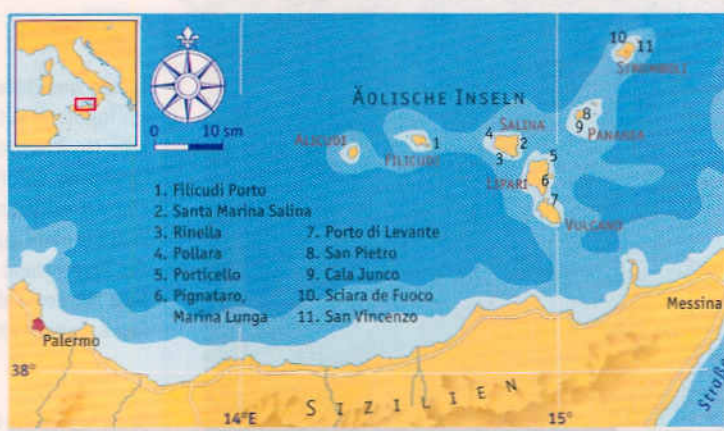 0 10 sm
ÄOLISCHE INSELN
ALICUDI
FILICUDI
1
SALINA
4
2
3
LIPARI
5
6
7
VULCANO
PANAREA
8
9
STROMBOLI
10
11
1. Filicudi Porto
2. Santa Marina Salina
3. Rinella
4. Pollara
5. Porticello
6. Pignataro,
Marina Lunga
7. Porto di Levante
8. San Pietro
9. Cala Junco
10. Sciara de Fuoco
11. San Vincenzo
Palermo
Messina
38°
14°E
15°
SIZILIEN
Straß